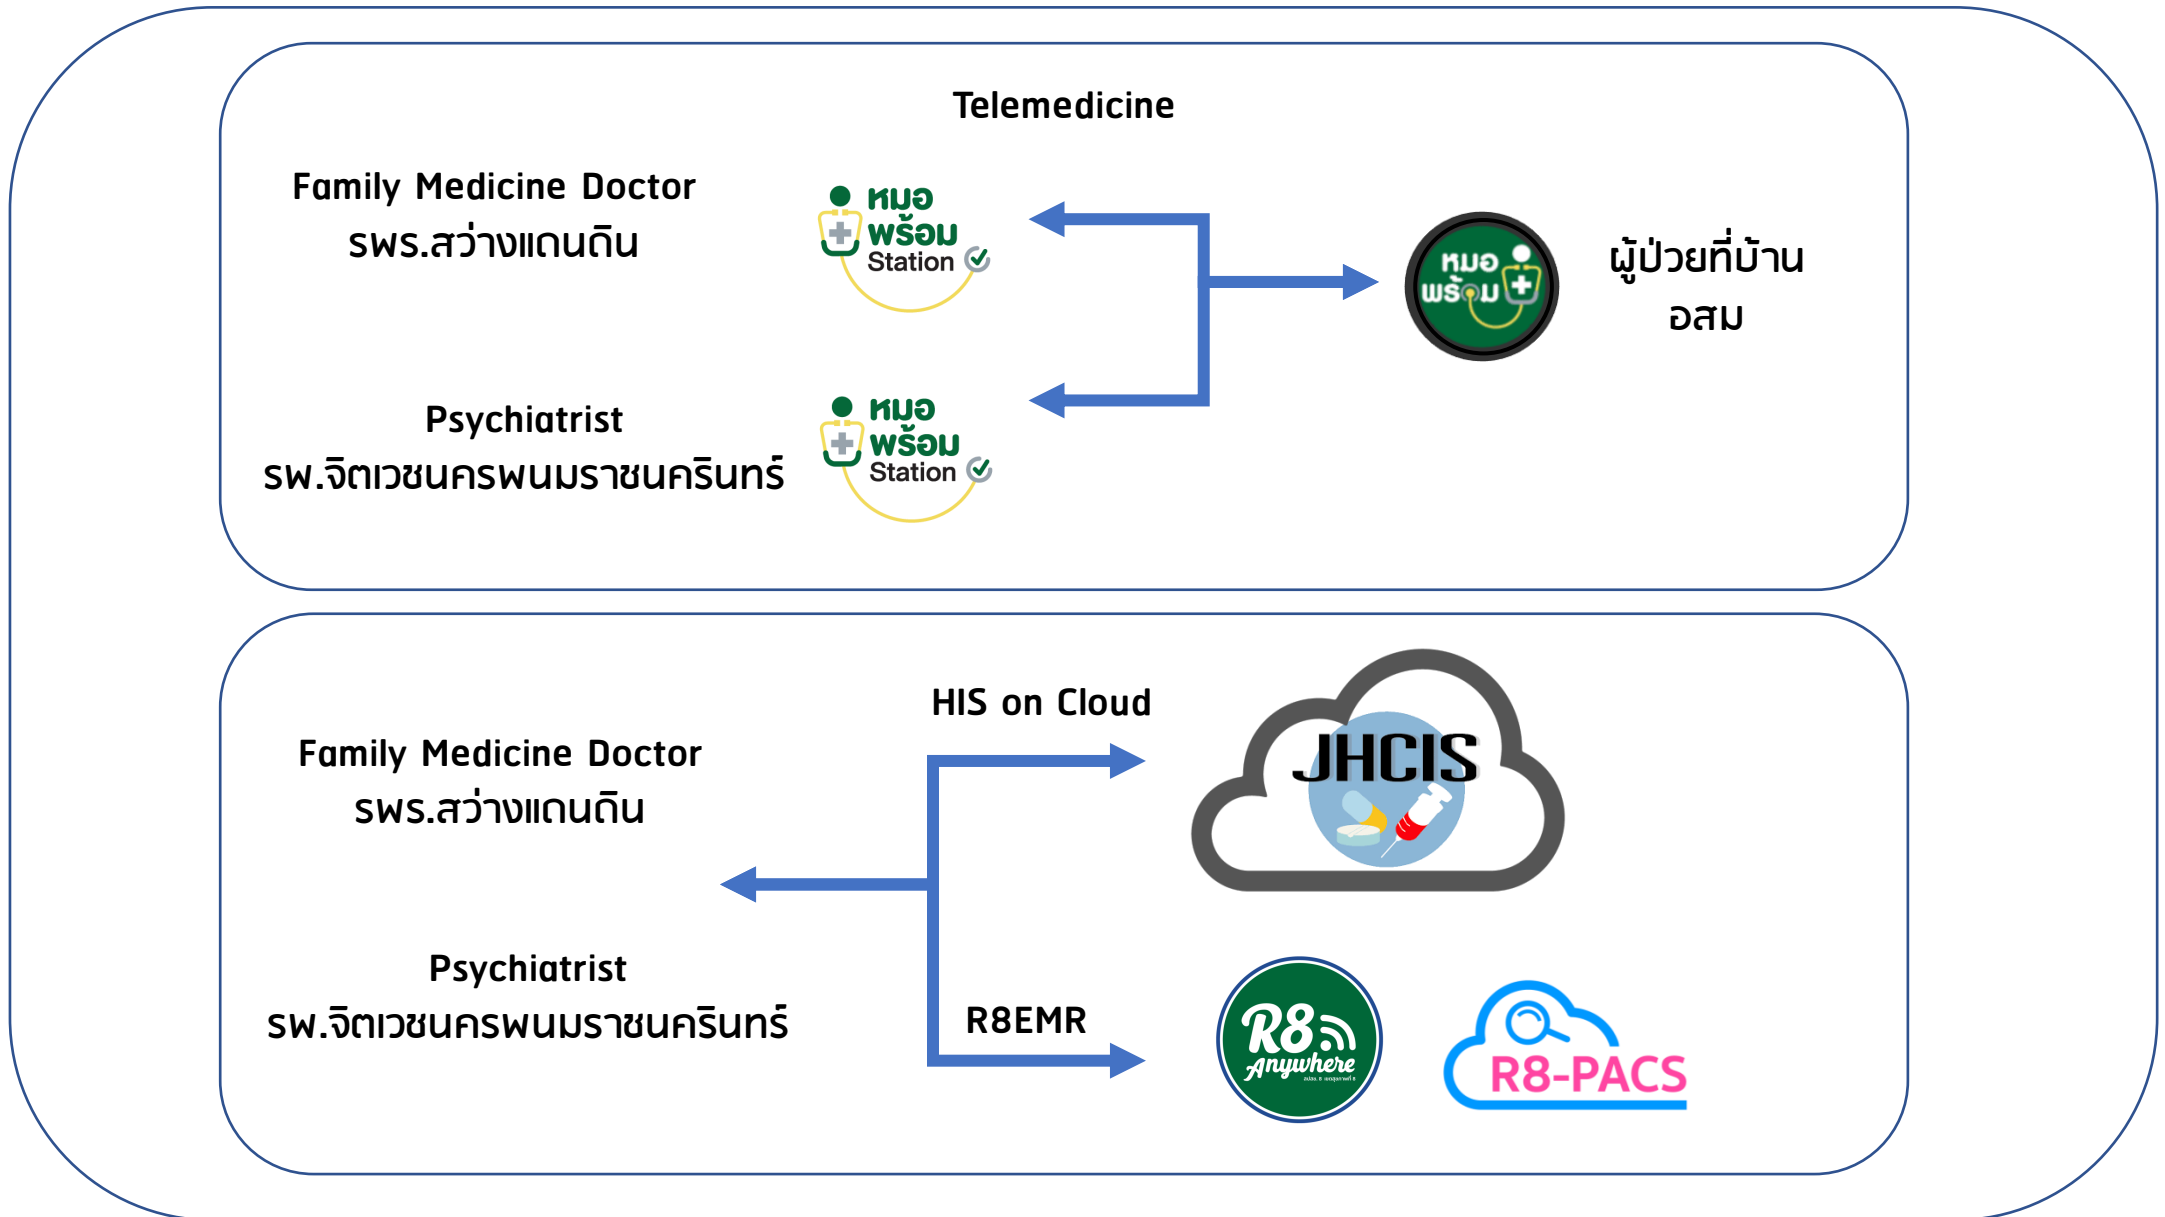 Telemedicine
Family Medicine Doctor
รพร.สว่างแดนดิน
หมอ
พร้อม
Station
หมอ
พร้อม
ผู้ป่วยที่บ้าน
อสม
Psychiatrist
รพ.จิตเวชนครพนมราชนครินทร์
หมอ
พร้อม
Station
HIS on Cloud
JHCIS
Family Medicine Doctor
รพร.สว่างแดนดิน
Psychiatrist
รพ.จิตเวชนครพนมราชนครินทร์
R8EMR
R8
Anywhere
R8-PACS